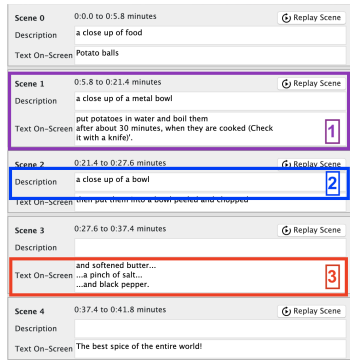 Scene 0 0:0.0 to 0:5.8 minutes Replay Scene
Description a close up of food
Text On-Screen Potato balls
Scene 1 0:5.8 to 0:21.4 minutes Replay Scene
Description a close up of a metal bowl
put potatoes in water and boil them
Text On-Screen after about 30 minutes, when they are cooked (Check
it with a knife)'.
1
Scene 2 0:21.4 to 0:27.6 minutes Replay Scene
Description a close up of a bowl
2
Text On-Screen then put them into a bowl peeled and chopped
Scene 3 0:27.6 to 0:37.4 minutes Replay Scene
Description
and softened butter...
Text On-Screen ...a pinch of salt...
...and black pepper.
3
Scene 4 0:37.4 to 0:41.8 minutes Replay Scene
Description
Text On-Screen The best spice of the entire world!